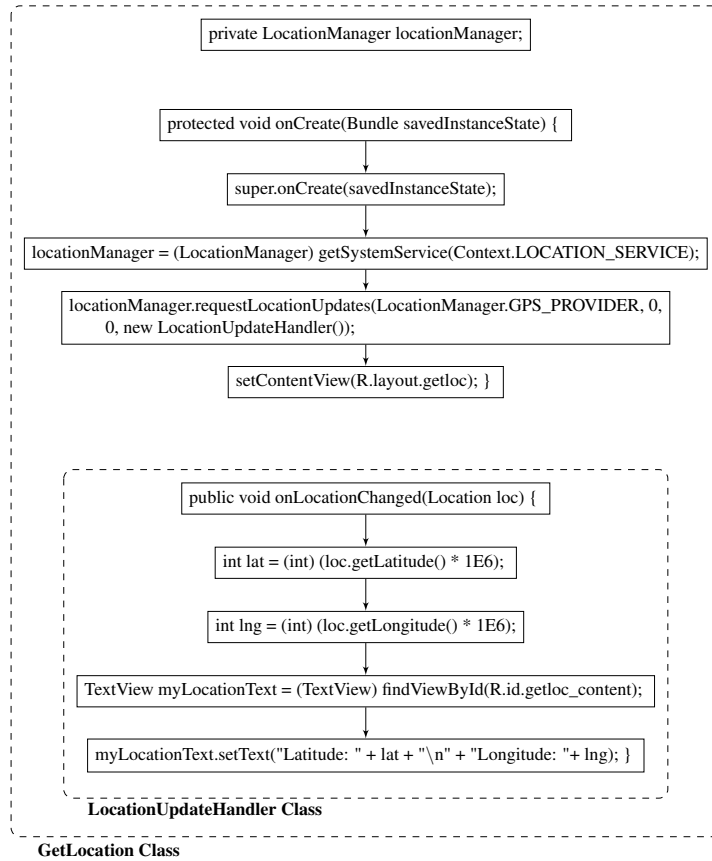 private LocationManager locationManager;
protected void onCreate(Bundle savedInstanceState) {
super.onCreate(savedInstanceState);
locationManager = (LocationManager) getSystemService(Context.LOCATION_SERVICE);
locationManager.requestLocationUpdates(LocationManager.GPS_PROVIDER, 0,
0, new LocationUpdateHandler());
setContentView(R.layout.getloc); }
public void onLocationChanged(Location loc) {
int lat = (int) (loc.getLatitude() * 1E6);
int lng = (int) (loc.getLongitude() * 1E6);
TextView myLocationText = (TextView) findViewById(R.id.getloc_content);
myLocationText.setText("Latitude: " + lat + "\n" + "Longitude: "+ lng); }
LocationUpdateHandler Class
GetLocation Class